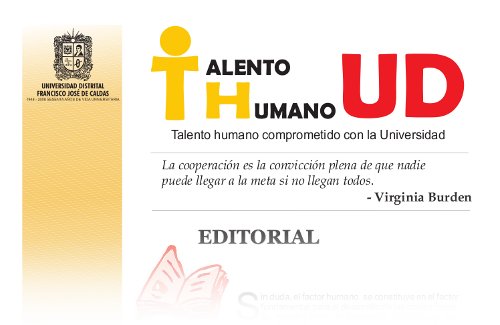 UNIVERSIDAD DISTRITAL
FRANCISCO JOSÉ DE CALDAS
TALENTO
HUMANO UD
Talento humano comprometido con la Universidad
La cooperación es la convicción plena de que nadie
puede llegar a la meta si no llegan todos.
- Virginia Burden
EDITORIAL
Sin duda, el factor humano, se constituye en el factor